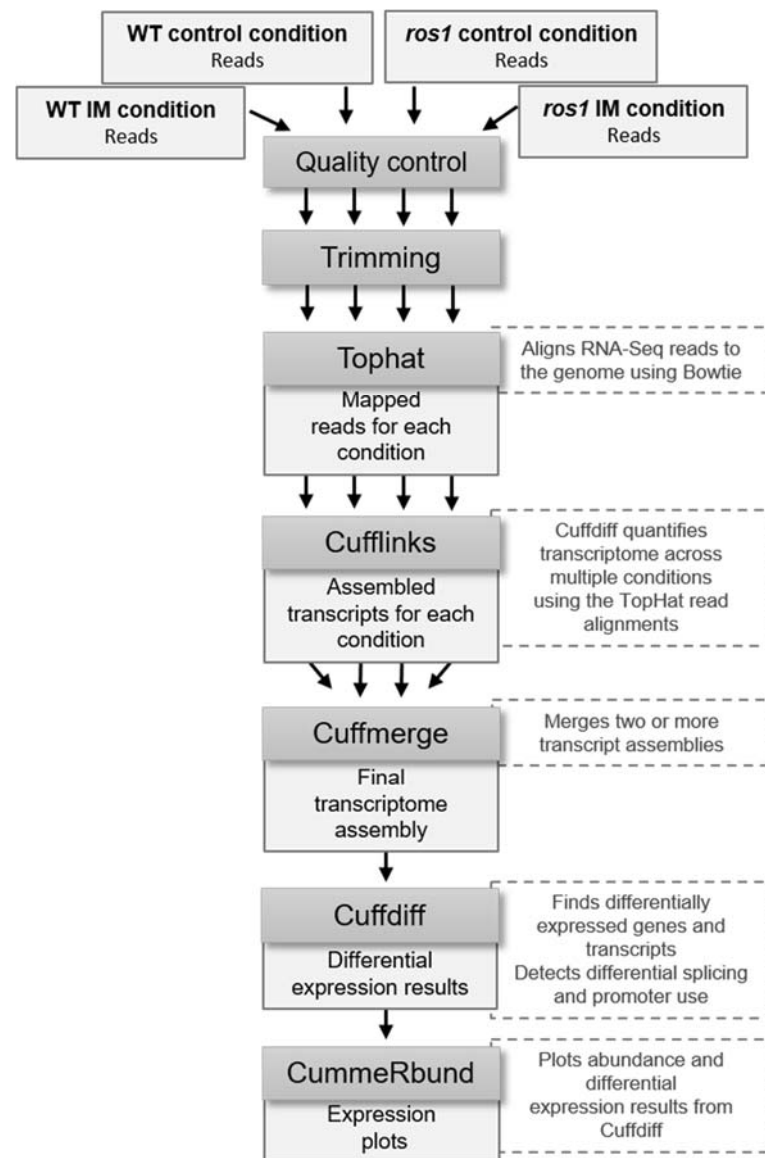 WT control condition
Reads
ros1 control condition
Reads
WT IM condition
Reads
ros1 IM condition
Reads
Quality control
Trimming
Tophat
Mapped
reads for each
condition
Aligns RNA-Seq reads to
the genome using Bowtie
Cufflinks
Assembled
transcripts for each
condition
Cuffdiff quantifies
transcriptome across
multiple conditions
using the TopHat read
alignments
Cuffmerge
Final
transcriptome
assembly
Merges two or more
transcript assemblies
Cuffdiff
Differential
expression results
Finds differentially
expressed genes and
transcripts
Detects differential splicing
and promoter use
CummeRbund
Expression
plots
Plots abundance and
differential
expression results from
Cuffdiff